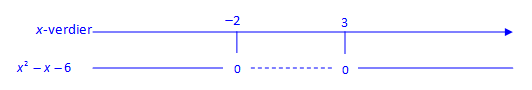 −2 3
x-verdier
x² − x − 6 0 0